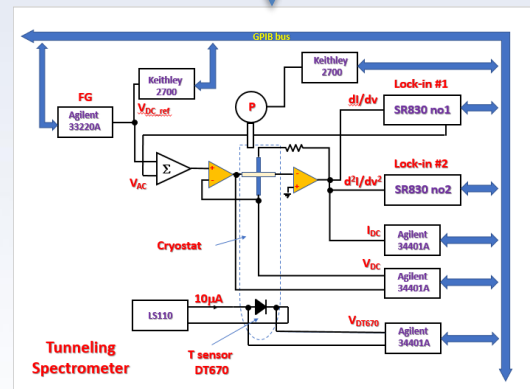 GPIB bus
Keithley
2700
Keithley
2700
Lock-in #1
FG
Agilent
33220A
V_DC_ref
P
dI/dv
SR830 no1
Σ
V_AC
+
-
-
+
Lock-in #2
d²I/dv²
SR830 no2
I_DC
Agilent
34401A
Cryostat
V_DC
Agilent
34401A
LS110
10µA
V_DT670
Agilent
34401A
T sensor
DT670
Tunneling
Spectrometer